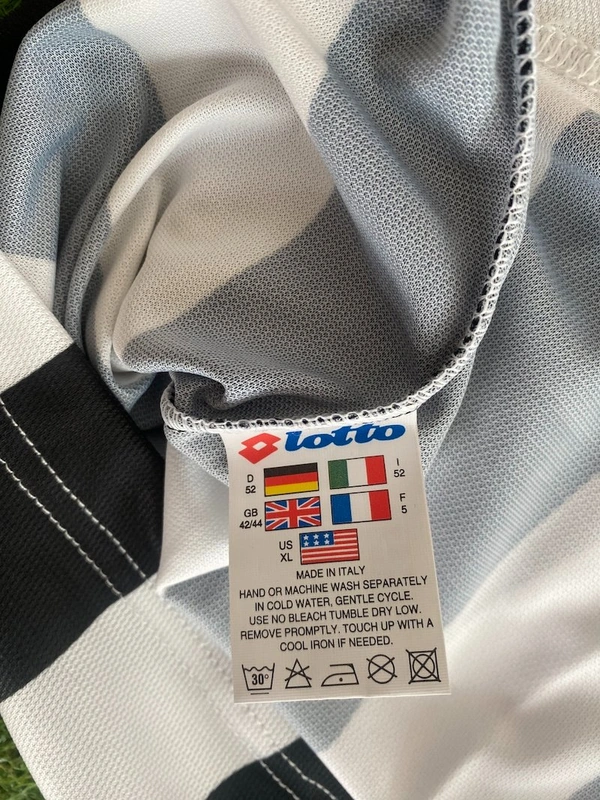 lotto
D 52
I 52
GB 42/44
F 5
US XL
MADE IN ITALY
HAND OR MACHINE WASH SEPARATELY
IN COLD WATER, GENTLE CYCLE.
USE NO BLEACH TUMBLE DRY LOW.
REMOVE PROMPTLY. TOUCH UP WITH A
COOL IRON IF NEEDED.
30°